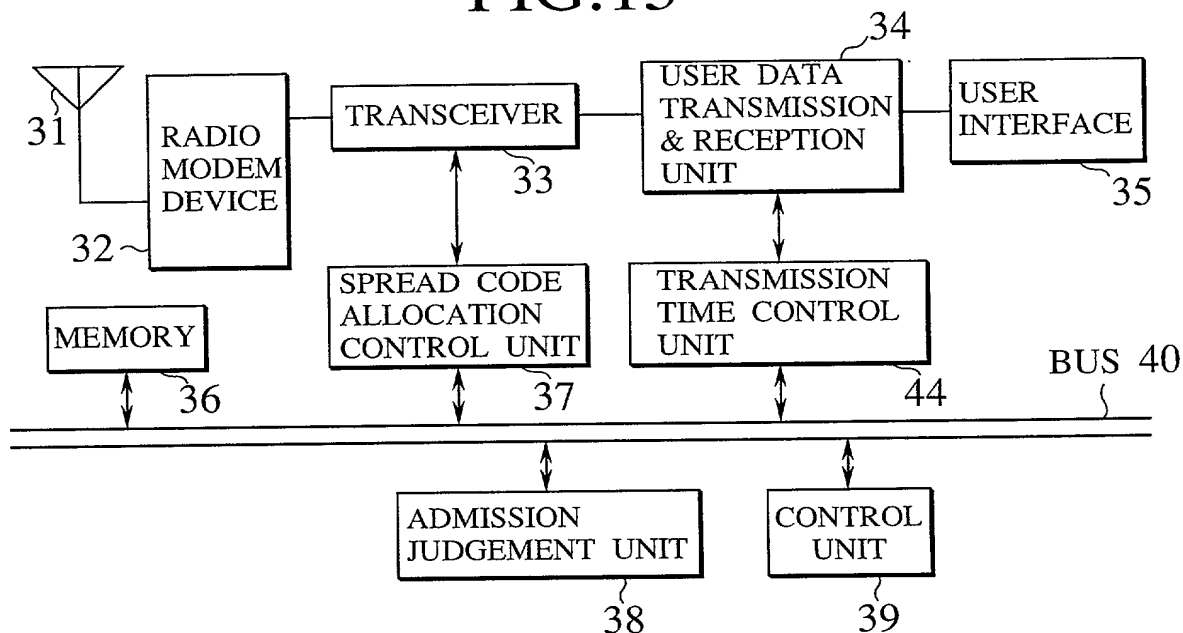 FIG.15
31
RADIO
MODEM
DEVICE
32
TRANSCEIVER
33
34
USER DATA
TRANSMISSION
& RECEPTION
UNIT
USER
INTERFACE
35
MEMORY
36
SPREAD CODE
ALLOCATION
CONTROL UNIT
37
TRANSMISSION
TIME CONTROL
UNIT
44
BUS 40
ADMISSION
JUDGEMENT UNIT
38
CONTROL
UNIT
39